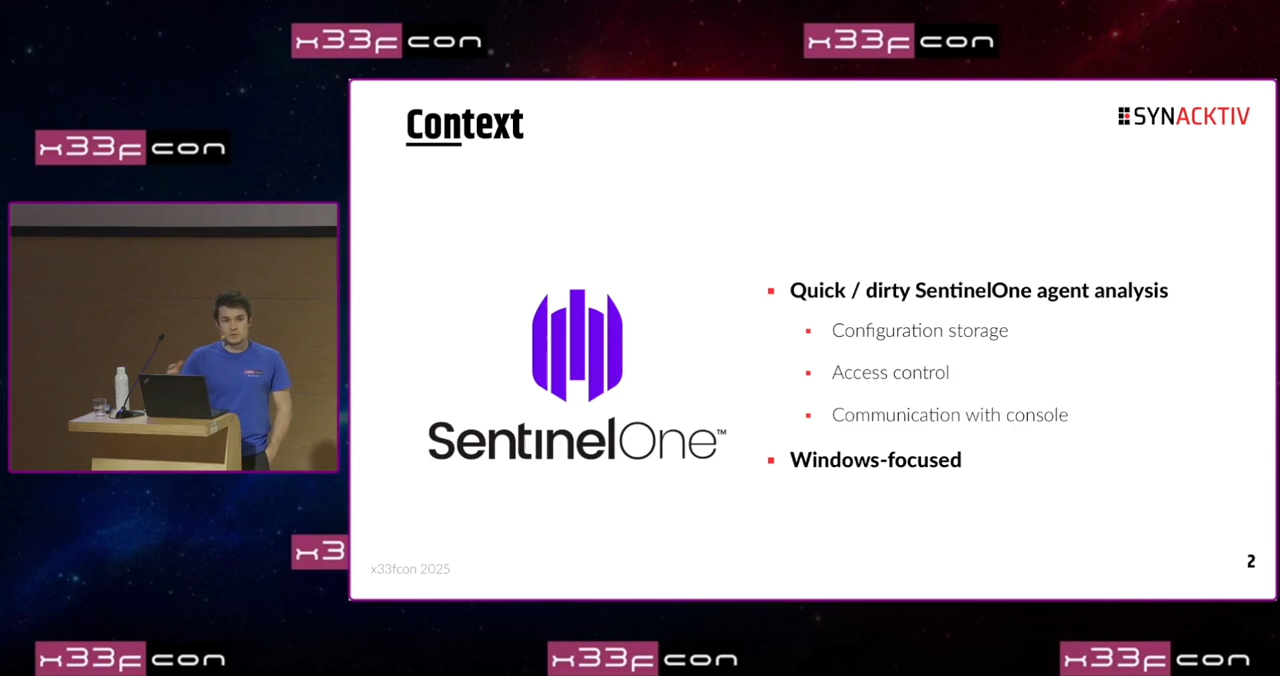 x33fcon
x33fcon
x33fcon
Context
SYNACKTIV
Quick / dirty SentinelOne agent analysis
Configuration storage
Access control
Communication with console
Windows-focused
SentinelOne™
x3
x33fcon 2025
2
x33fcon
x33fcon
x33fcon